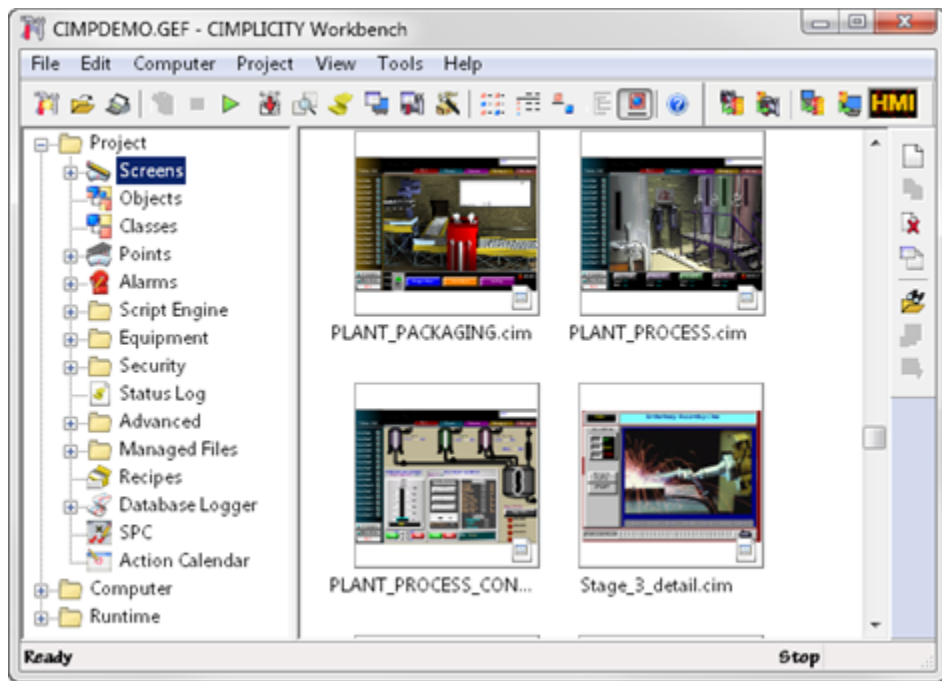 CIMPDEMO.GEF - CIMPLICITY Workbench
File Edit Computer Project View Tools Help
HMI
Project
Screens
Objects
Classes
Points
Alarms
Script Engine
Equipment
Security
Status Log
Advanced
Managed Files
Recipes
Database Logger
SPC
Action Calendar
Computer
Runtime
PLANT_PACKAGING.cim PLANT_PROCESS.cim
PLANT_PROCESS_CON... Stage_3_detail.cim
Ready Stop